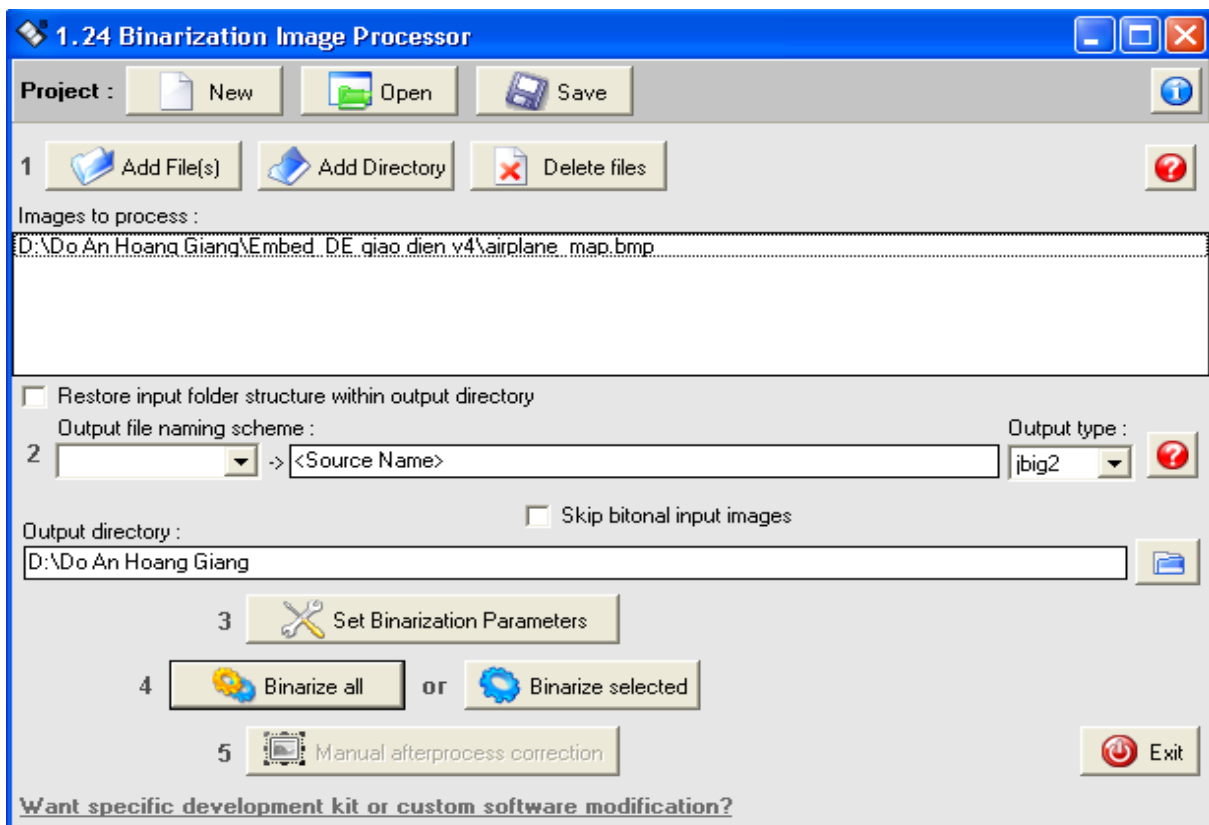 1.24 Binarization Image Processor
Project : New Open Save
1 Add File(s) Add Directory Delete files
Images to process :
D:\Do An Hoang Giang\Embed_DE giao dien v4\airplane_map.bmp
Restore input folder structure within output directory
Output file naming scheme : Output type :
2 -> <Source Name> jbig2
Skip bitonal input images
Output directory :
D:\Do An Hoang Giang
3 Set Binarization Parameters
4 Binarize all or Binarize selected
5 Manual afterprocess correction Exit
Want specific development kit or custom software modification?